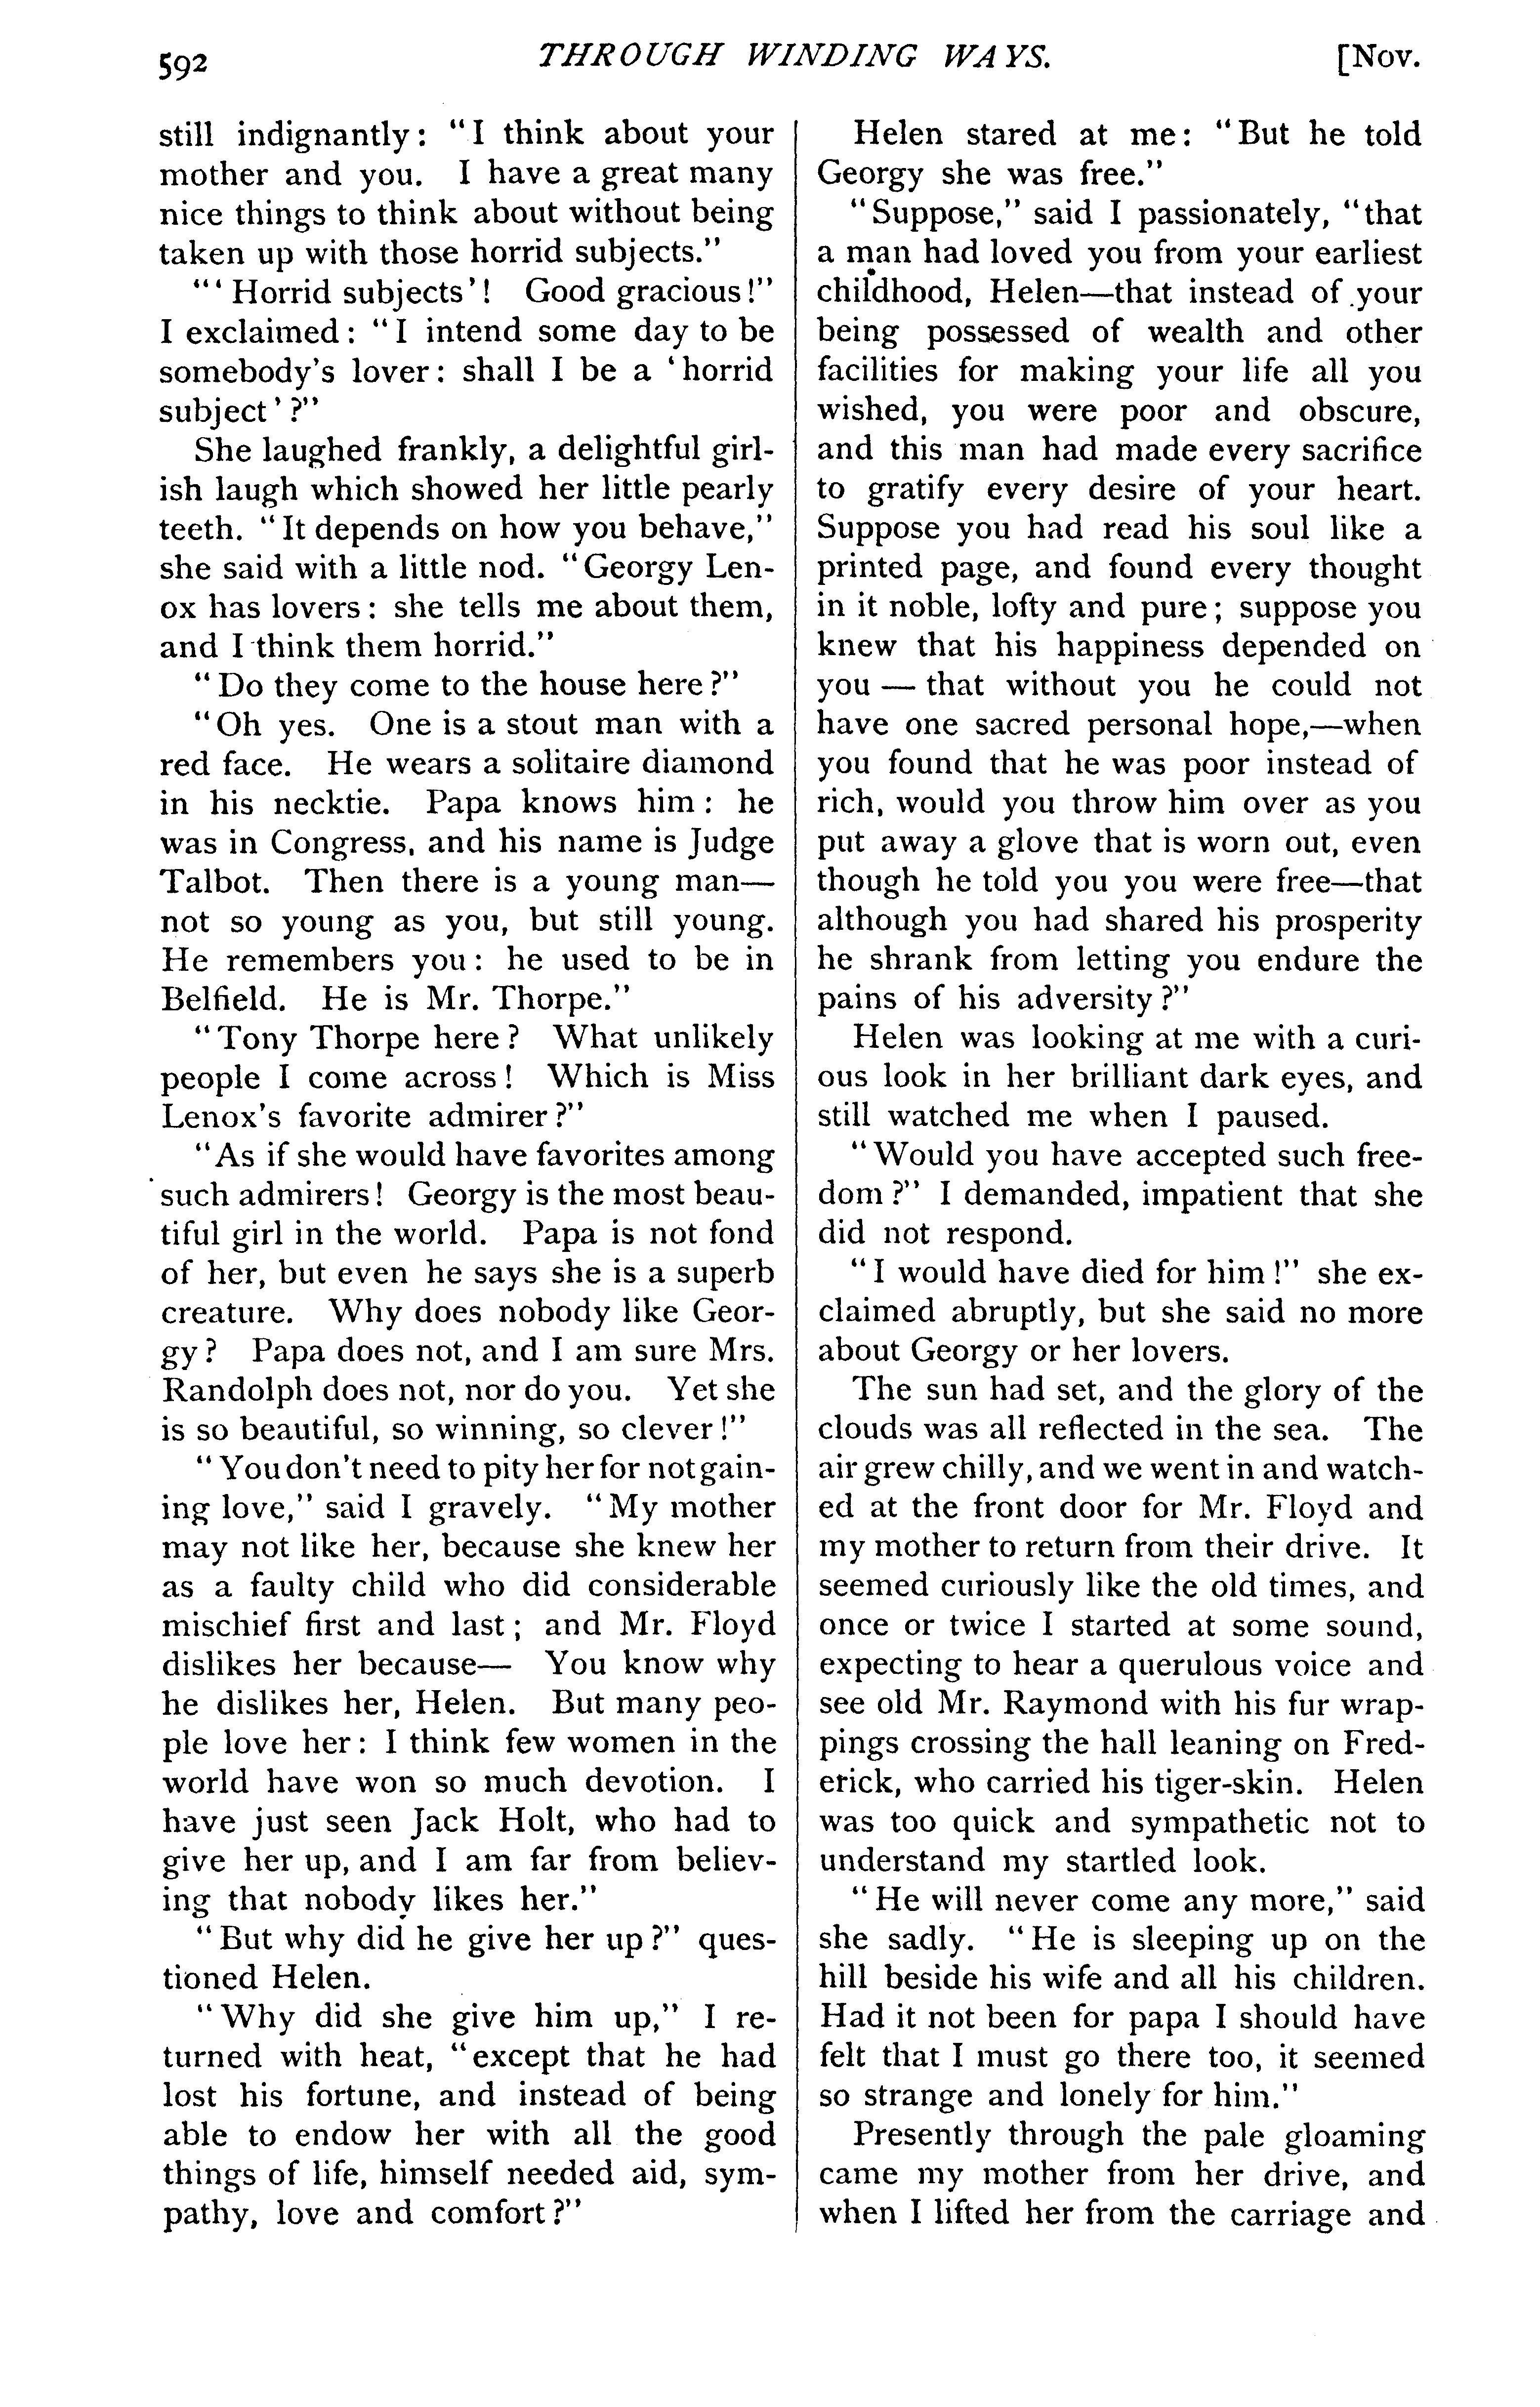 592
THROUGH WINDING WAYS.
[Nov.
still indignantly: "I think about your
mother and you. I have a great many
nice things to think about without being
taken up with those horrid subjects."
"'Horrid subjects'! Good gracious!"
I exclaimed: "I intend some day to be
somebody's lover: shall I be a 'horrid
subject'?"
She laughed frankly, a delightful girl-
ish laugh which showed her little pearly
teeth. "It depends on how you behave,"
she said with a little nod. "Georgy Len-
ox has lovers: she tells me about them,
and I think them horrid."
"Do they come to the house here?"
"Oh yes. One is a stout man with a
red face. He wears a solitaire diamond
in his necktie. Papa knows him: he
was in Congress, and his name is Judge
Talbot. Then there is a young man—
not so young as you, but still young.
He remembers you: he used to be in
Belfield. He is Mr. Thorpe."
"Tony Thorpe here? What unlikely
people I come across! Which is Miss
Lenox's favorite admirer?"
"As if she would have favorites among
such admirers! Georgy is the most beau-
tiful girl in the world. Papa is not fond
of her, but even he says she is a superb
creature. Why does nobody like Geor-
gy? Papa does not, and I am sure Mrs.
Randolph does not, nor do you. Yet she
is so beautiful, so winning, so clever!"
"You don't need to pity her for not gain-
ing love," said I gravely. "My mother
may not like her, because she knew her
as a faulty child who did considerable
mischief first and last; and Mr. Floyd
dislikes her because— You know why
he dislikes her, Helen. But many peo-
ple love her: I think few women in the
world have won so much devotion. I
have just seen Jack Holt, who had to
give her up, and I am far from believ-
ing that nobody likes her."
"But why did he give her up?" ques-
tioned Helen.
"Why did she give him up," I re-
turned with heat, "except that he had
lost his fortune, and instead of being
able to endow her with all the good
things of life, himself needed aid, sym-
pathy, love and comfort?"
Helen stared at me: "But he told
Georgy she was free."
"Suppose," said I passionately, "that
a man had loved you from your earliest
childhood, Helen—that instead of your
being possessed of wealth and other
facilities for making your life all you
wished, you were poor and obscure,
and this man had made every sacrifice
to gratify every desire of your heart.
Suppose you had read his soul like a
printed page, and found every thought
in it noble, lofty and pure; suppose you
knew that his happiness depended on
you — that without you he could not
have one sacred personal hope,—when
you found that he was poor instead of
rich, would you throw him over as you
put away a glove that is worn out, even
though he told you you were free—that
although you had shared his prosperity
he shrank from letting you endure the
pains of his adversity?"
Helen was looking at me with a curi-
ous look in her brilliant dark eyes, and
still watched me when I paused.
"Would you have accepted such free-
dom?" I demanded, impatient that she
did not respond.
"I would have died for him!" she ex-
claimed abruptly, but she said no more
about Georgy or her lovers.
The sun had set, and the glory of the
clouds was all reflected in the sea. The
air grew chilly, and we went in and watch-
ed at the front door for Mr. Floyd and
my mother to return from their drive. It
seemed curiously like the old times, and
once or twice I started at some sound,
expecting to hear a querulous voice and
see old Mr. Raymond with his fur wrap-
pings crossing the hall leaning on Fred-
erick, who carried his tiger-skin. Helen
was too quick and sympathetic not to
understand my startled look.
"He will never come any more," said
she sadly. "He is sleeping up on the
hill beside his wife and all his children.
Had it not been for papa I should have
felt that I must go there too, it seemed
so strange and lonely for him."
Presently through the pale gloaming
came my mother from her drive, and
when I lifted her from the carriage and